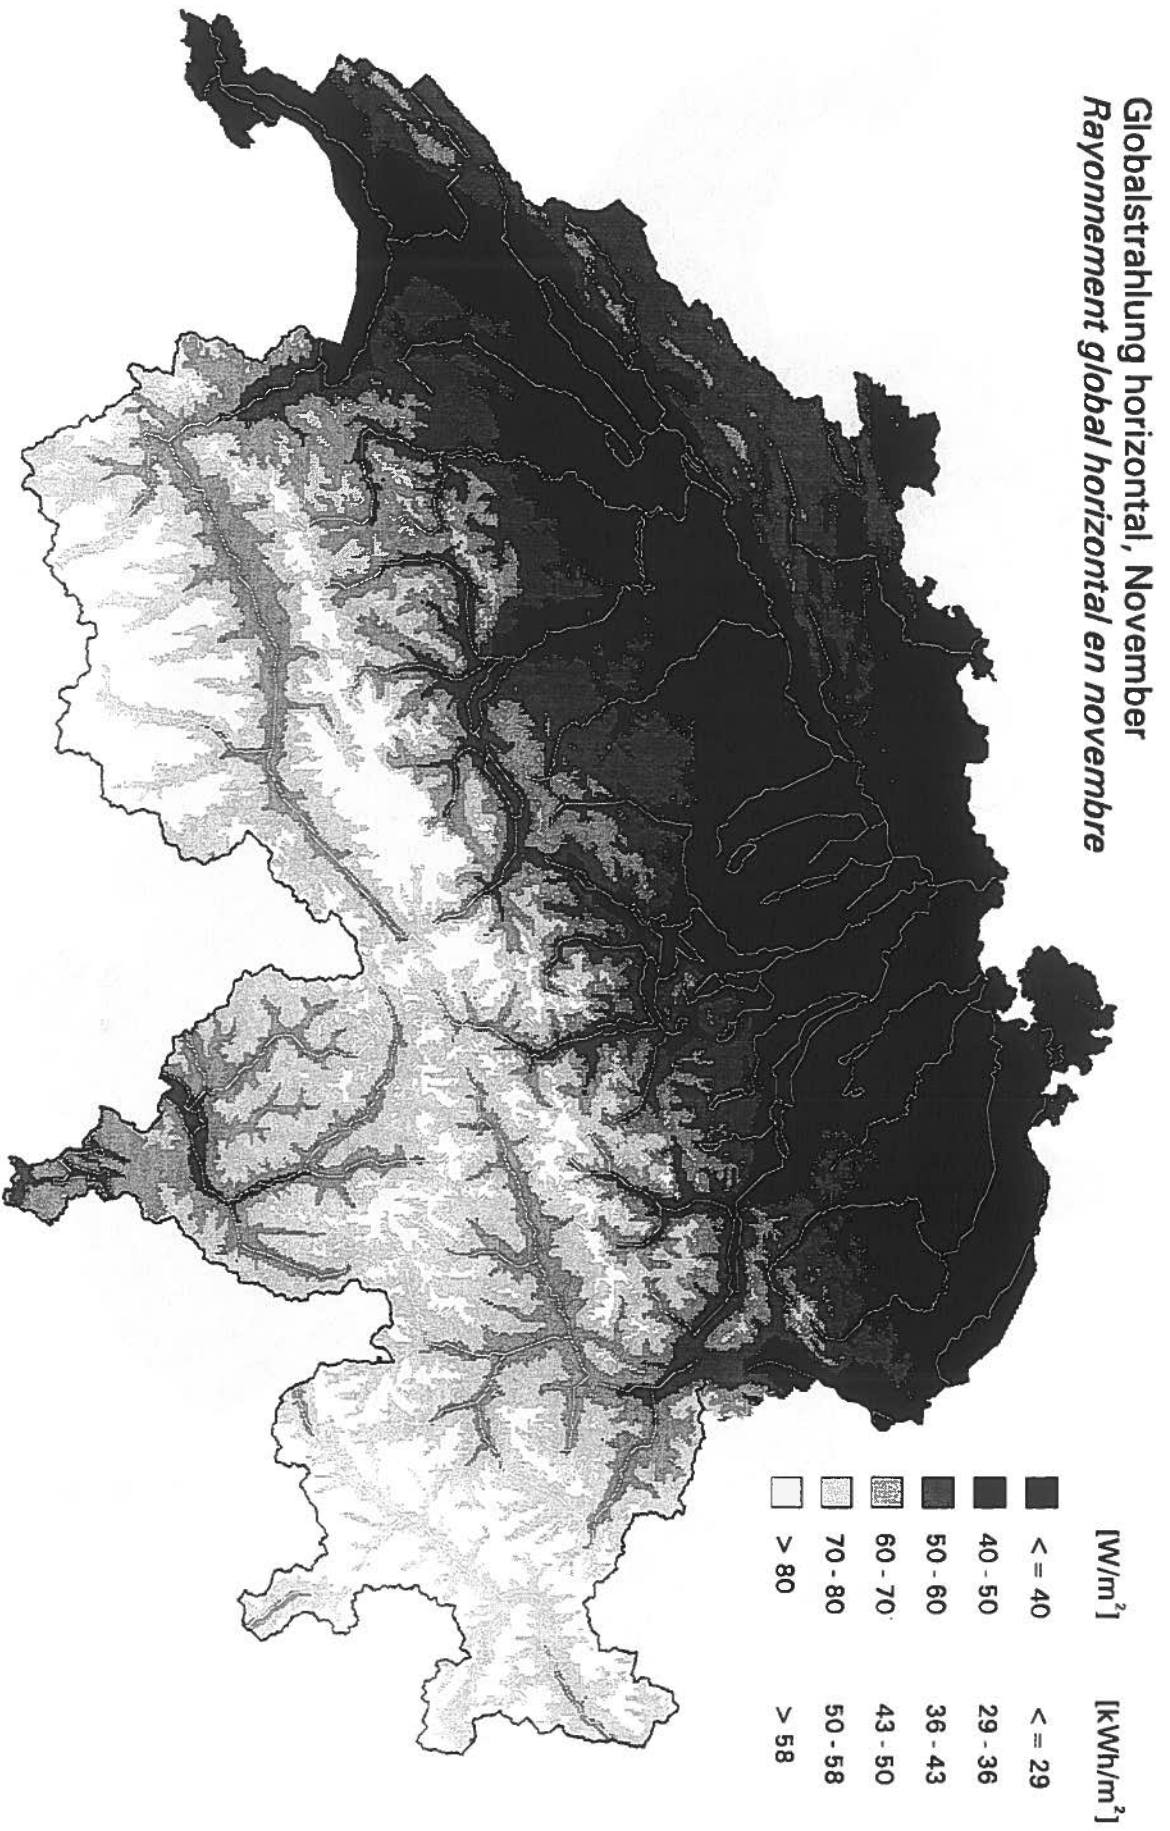 Globalstrahlung horizontal, November
Rayonnement global horizontal en novembre
[W/m²] [kWh/m²]
<= 40 <= 29
40 - 50 29 - 36
50 - 60 36 - 43
60 - 70 43 - 50
70 - 80 50 - 58
> 80 > 58